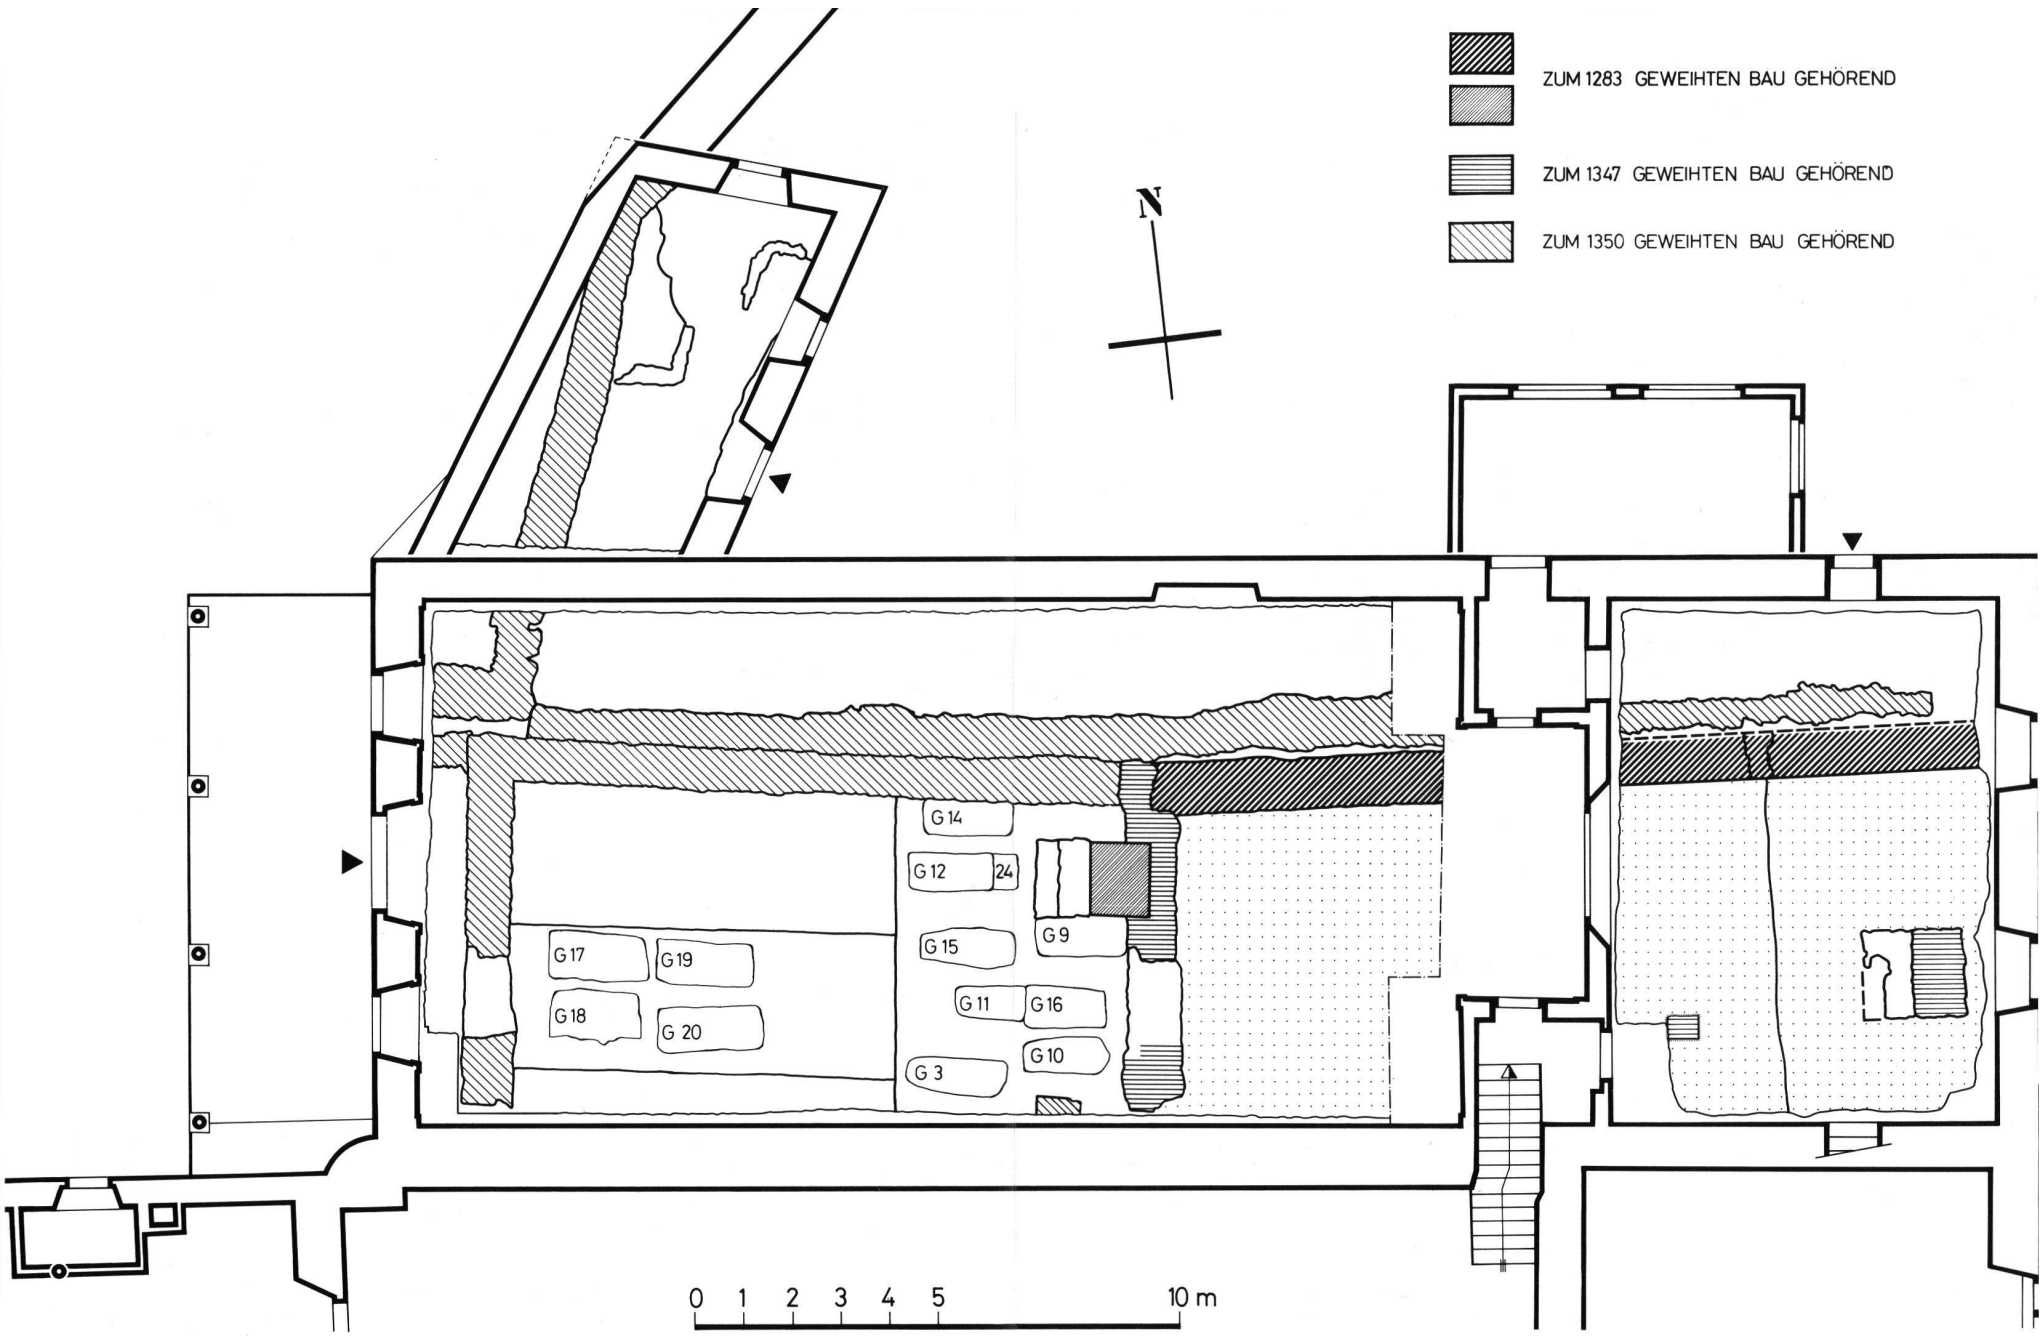 ZUM 1283 GEWEIHTEN BAU GEHÖREND
ZUM 1347 GEWEIHTEN BAU GEHÖREND
ZUM 1350 GEWEIHTEN BAU GEHÖREND
N
G 14
G 12
24
G 9
G 15
G 17
G 19
G 11
G 16
G 18
G 20
G 10
G 3
0 1 2 3 4 5 10 m